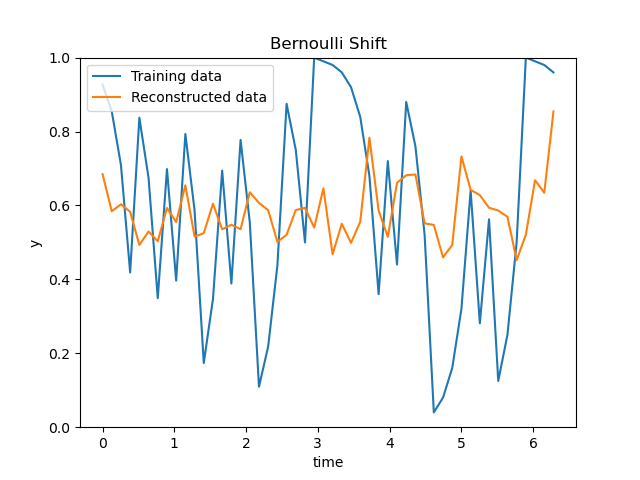 Bernoulli Shift
Training data
Reconstructed data
1.0
0.8
0.6
0.4
0.2
0.0
y
0 1 2 3 4 5 6
time